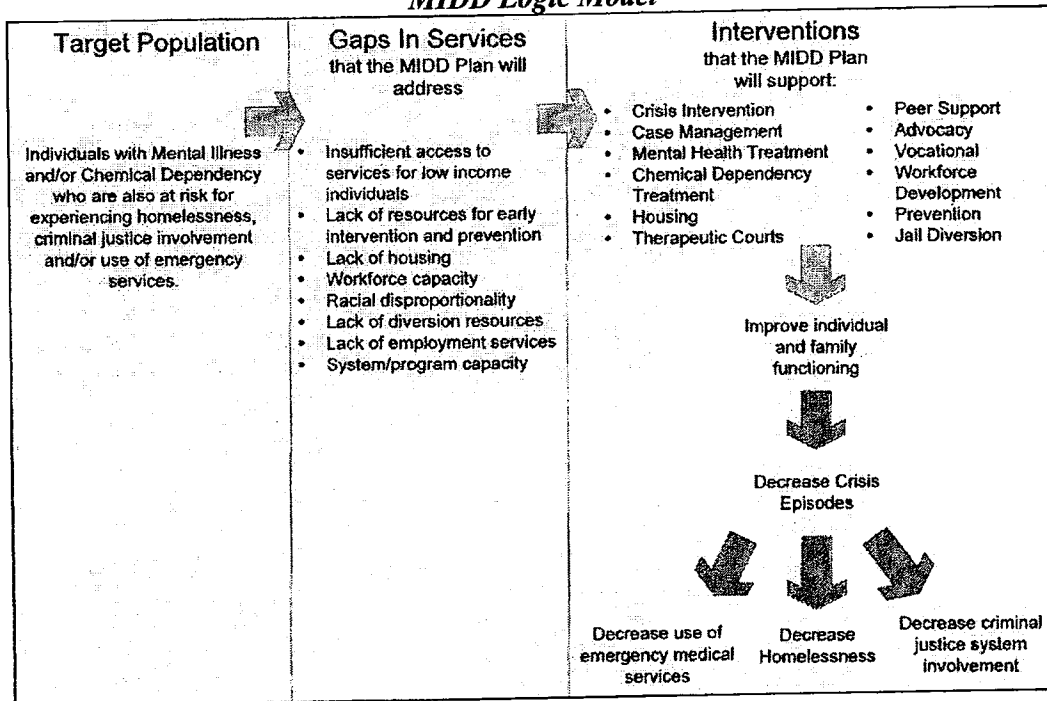 MIDD Logic Model
Target Population
Individuals with Mental Illness
and/or Chemical Dependency
who are also at risk for
experiencing homelessness,
criminal justice involvement
and/or use of emergency
services.
Gaps In Services
that the MIDD Plan will
address
• Insufficient access to
services for low income
individuals
• Lack of resources for early
intervention and prevention
• Lack of housing
• Workforce capacity
• Racial disproportionality
• Lack of diversion resources
• Lack of employment services
• System/program capacity
Interventions
that the MIDD Plan
will support:
• Crisis Intervention
• Case Management
• Mental Health Treatment
• Chemical Dependency
Treatment
• Housing
• Therapeutic Courts
• Peer Support
• Advocacy
• Vocational
• Workforce
Development
• Prevention
• Jail Diversion
Improve individual
and family
functioning
Decrease Crisis
Episodes
Decrease use of
emergency medical
services
Decrease
Homelessness
Decrease criminal
justice system
involvement